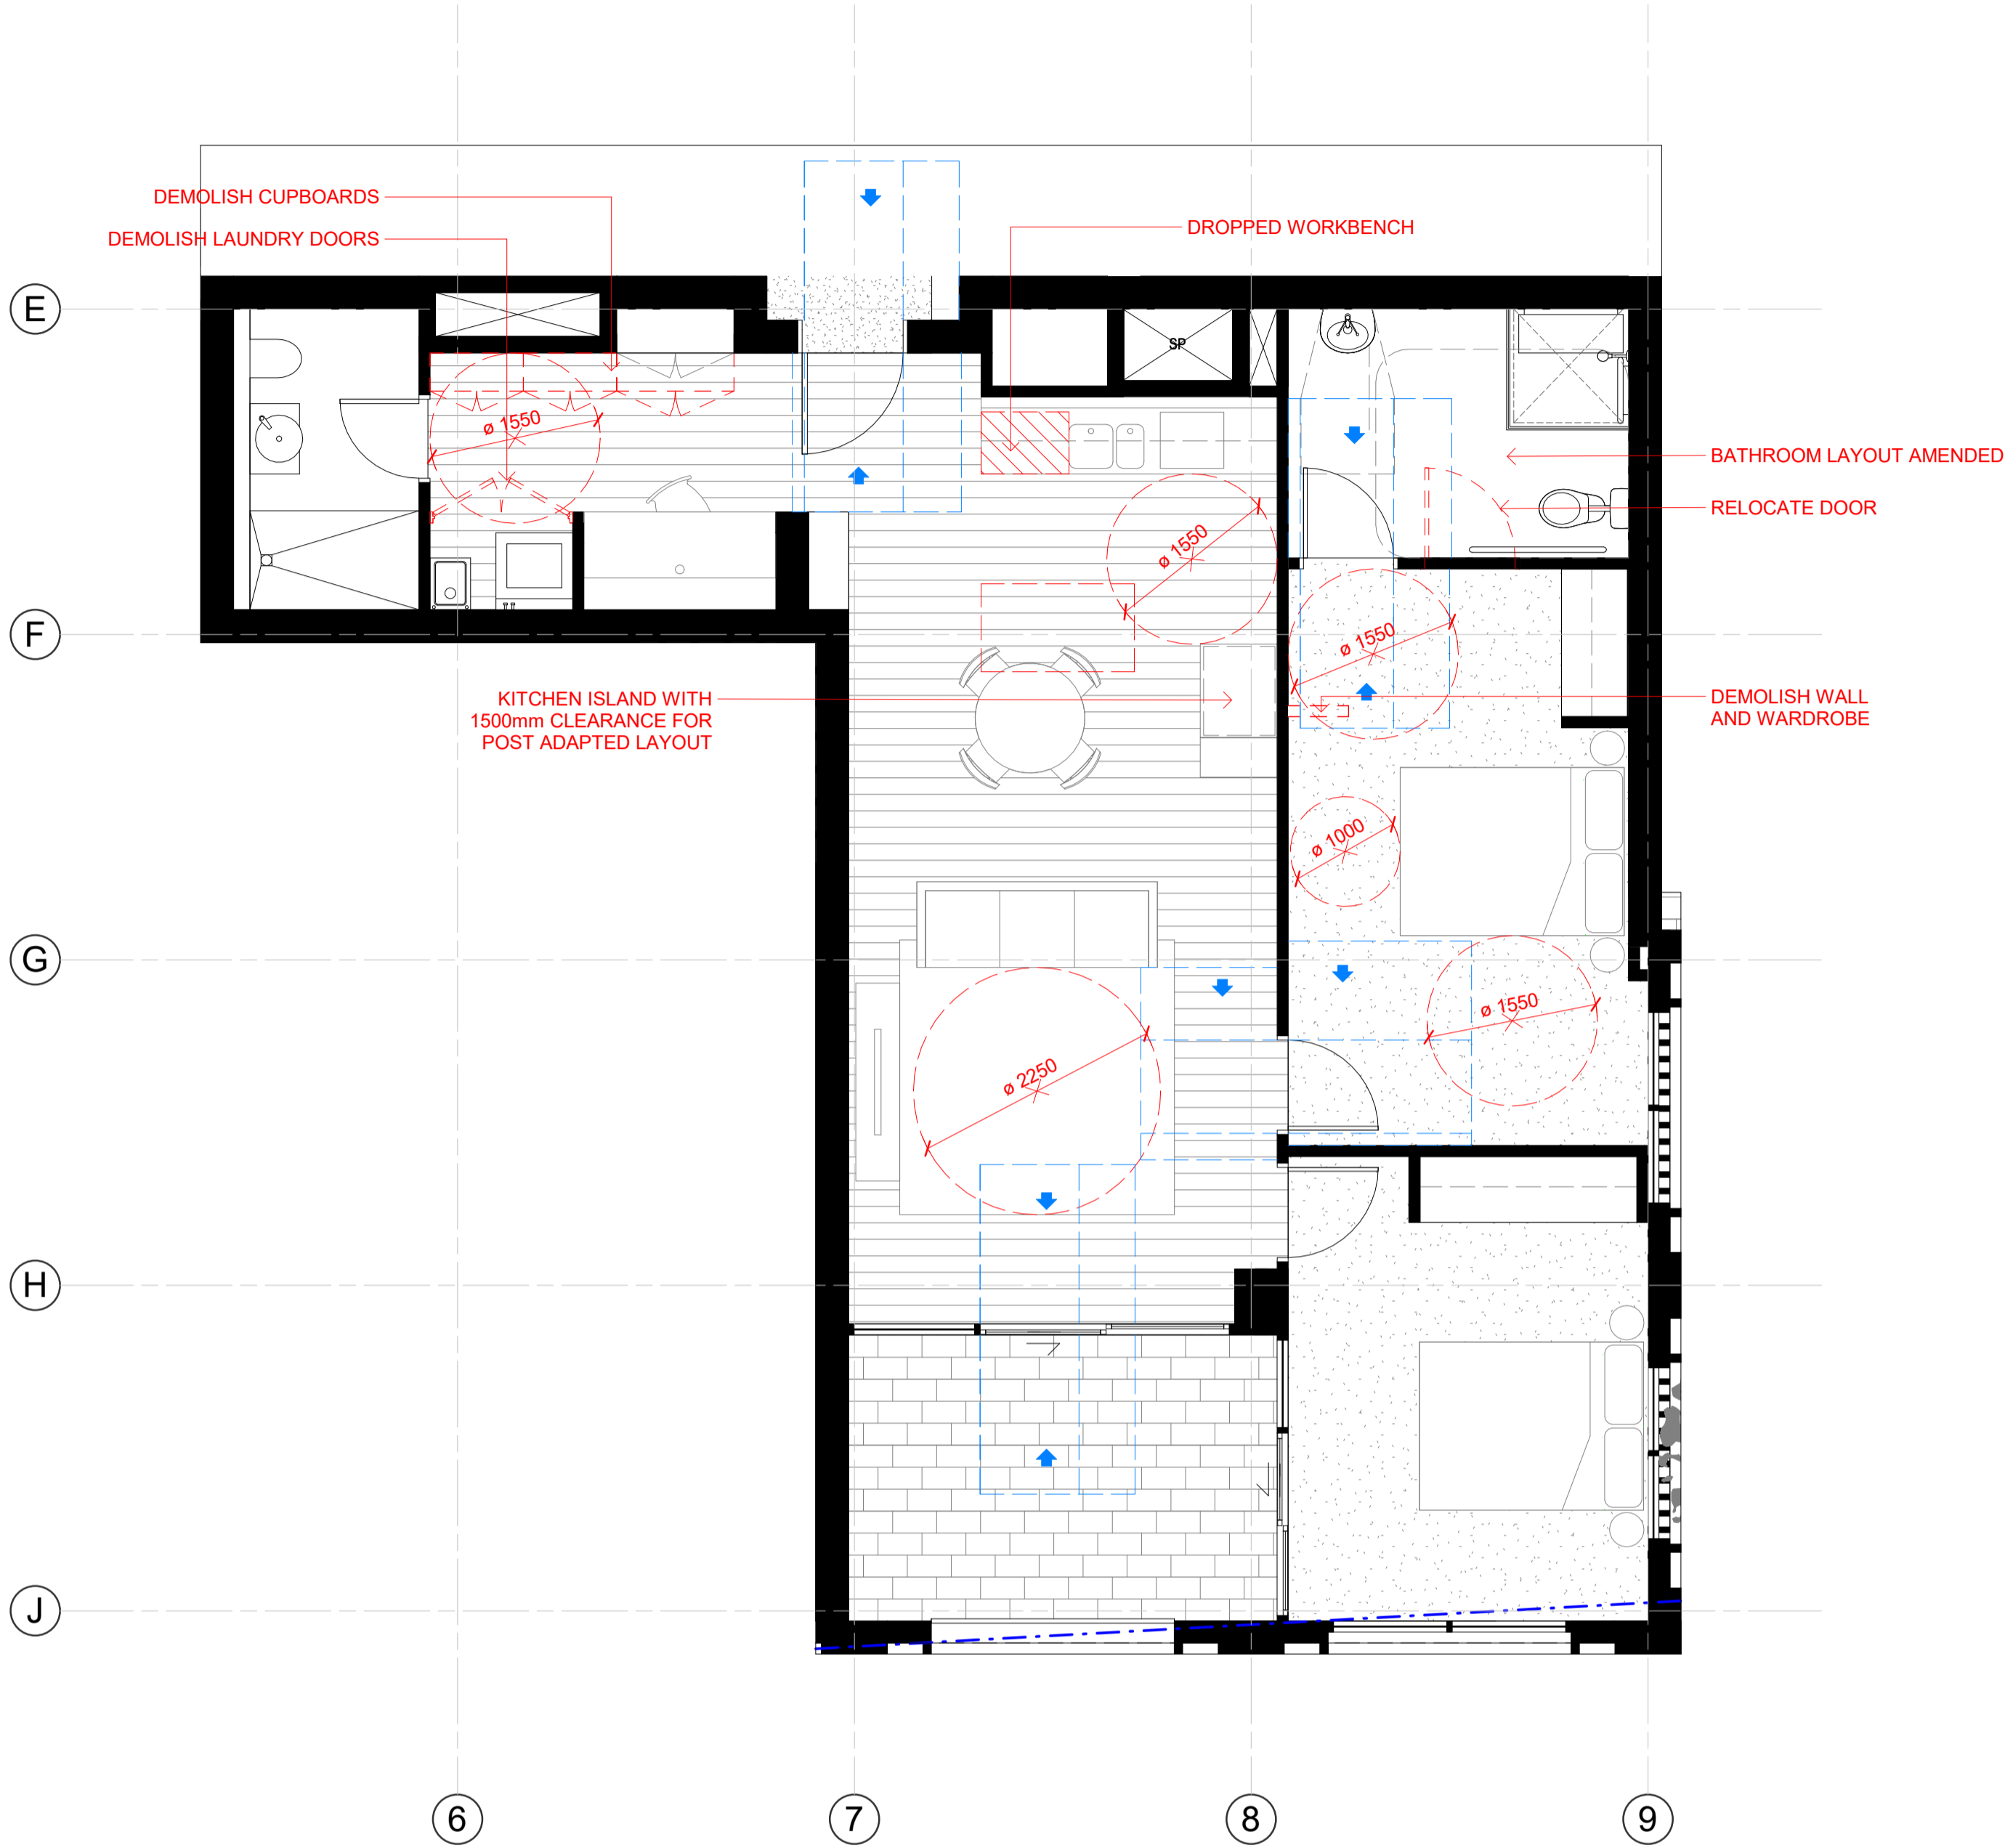 DEMOLISH CUPBOARDS
DROPPED WORKBENCH
DEMOLISH LAUNDRY DOORS
E
SP
ø 1550
BATHROOM LAYOUT AMENDED
RELOCATE DOOR
ø 1550
F
ø 1550
KITCHEN ISLAND WITH
1500mm CLEARANCE FOR
POST ADAPTED LAYOUT
DEMOLISH WALL
AND WARDROBE
ø 1000
G
ø 1550
ø 2250
H
J
6
7
8
9